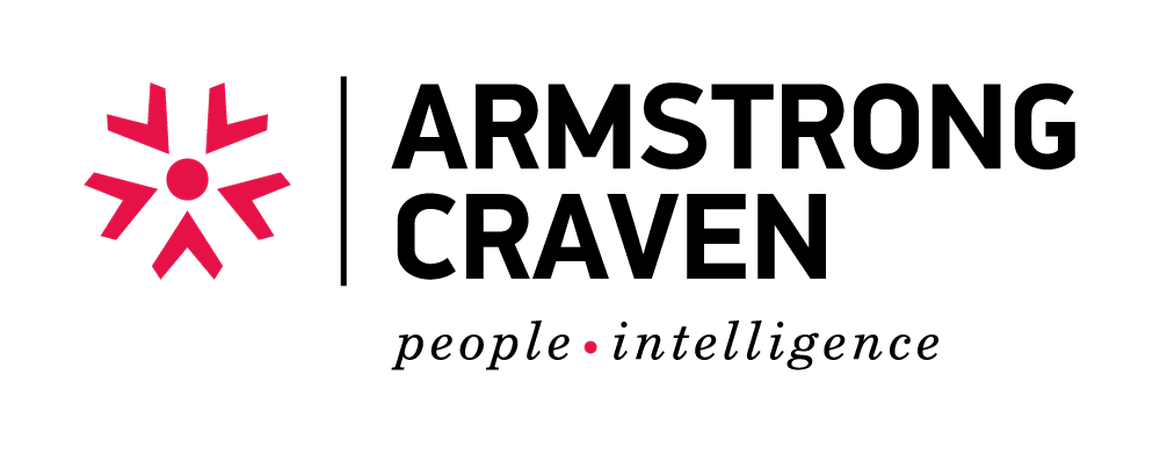 ARMSTRONG
CRAVEN
people • intelligence